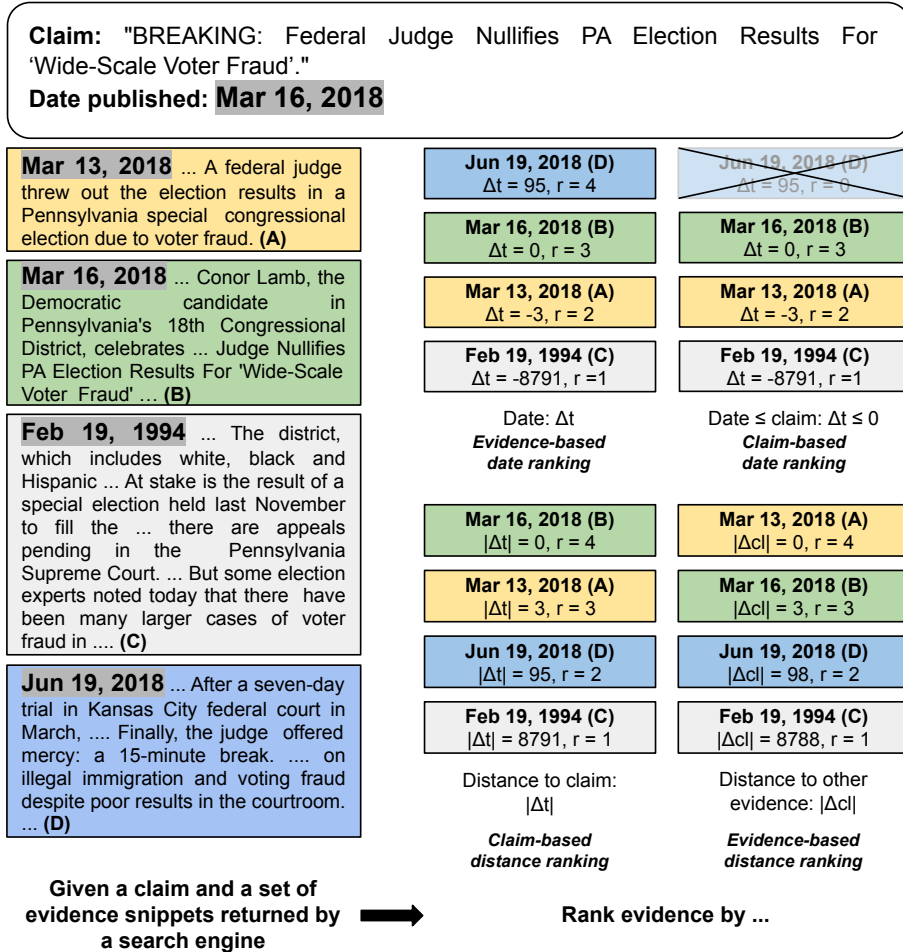 Claim: "BREAKING: Federal Judge Nullifies PA Election Results For
'Wide-Scale Voter Fraud'."
Date published: Mar 16, 2018
Mar 13, 2018 ... A federal judge
threw out the election results in a
Pennsylvania special congressional
election due to voter fraud. (A)
Mar 16, 2018 ... Conor Lamb, the
Democratic candidate in
Pennsylvania's 18th Congressional
District, celebrates ... Judge Nullifies
PA Election Results For 'Wide-Scale
Voter Fraud' ... (B)
Feb 19, 1994 ... The district,
which includes white, black and
Hispanic ... At stake is the result of a
special election held last November
to fill the ... there are appeals
pending in the Pennsylvania
Supreme Court. ... But some election
experts noted today that there have
been many larger cases of voter
fraud in .... (C)
Jun 19, 2018 ... After a seven-day
trial in Kansas City federal court in
March, .... Finally, the judge offered
mercy: a 15-minute break. .... on
illegal immigration and voting fraud
despite poor results in the courtroom.
... (D)
Given a claim and a set of
evidence snippets returned by
a search engine
Jun 19, 2018 (D)
Δt = 95, r = 4
Mar 16, 2018 (B)
Δt = 0, r = 3
Mar 13, 2018 (A)
Δt = -3, r = 2
Feb 19, 1994 (C)
Δt = -8791, r =1
Date: Δt
Evidence-based
date ranking
Jun 19, 2018 (D)
Δt = 95, r = 0
Mar 16, 2018 (B)
Δt = 0, r = 3
Mar 13, 2018 (A)
Δt = -3, r = 2
Feb 19, 1994 (C)
Δt = -8791, r =1
Date ≤ claim: Δt ≤ 0
Claim-based
date ranking
Mar 16, 2018 (B)
|Δt| = 0, r = 4
Mar 13, 2018 (A)
|Δt| = 3, r = 3
Jun 19, 2018 (D)
|Δt| = 95, r = 2
Feb 19, 1994 (C)
|Δt| = 8791, r = 1
Distance to claim:
|Δt|
Claim-based
distance ranking
Mar 13, 2018 (A)
|Δcl| = 0, r = 4
Mar 16, 2018 (B)
|Δcl| = 3, r = 3
Jun 19, 2018 (D)
|Δcl| = 98, r = 2
Feb 19, 1994 (C)
|Δcl| = 8788, r = 1
Distance to other
evidence: |Δcl|
Evidence-based
distance ranking
Rank evidence by ...